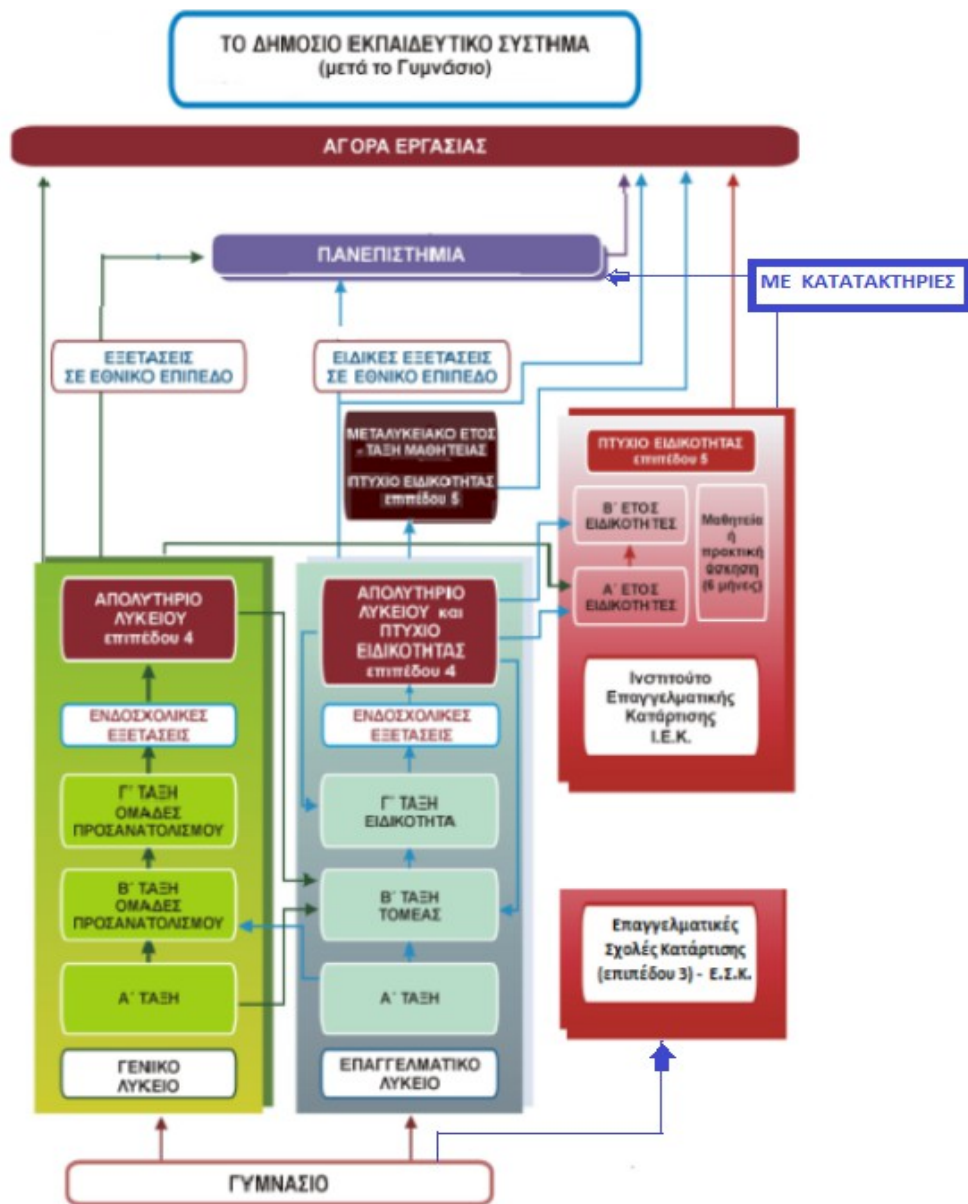 ΤΟ ΔΗΜΟΣΙΟ ΕΚΠΑΙΔΕΥΤΙΚΟ ΣΥΣΤΗΜΑ
(μετά το Γυμνάσιο)
ΑΓΟΡΑ ΕΡΓΑΣΙΑΣ
ΠΑΝΕΠΙΣΤΗΜΙΑ
ΜΕ ΚΑΤΑΤΑΚΤΗΡΙΕΣ
ΕΞΕΤΑΣΕΙΣ
ΣΕ ΕΘΝΙΚΟ ΕΠΙΠΕΔΟ
ΕΙΔΙΚΕΣ ΕΞΕΤΑΣΕΙΣ
ΣΕ ΕΘΝΙΚΟ ΕΠΙΠΕΔΟ
ΜΕΤΑΛΥΚΕΙΑΚΟ ΕΤΟΣ
- ΤΑΞΗ ΜΑΘΗΤΕΙΑΣ
ΠΤΥΧΙΟ ΕΙΔΙΚΟΤΗΤΑΣ
επιπέδου 5
ΠΤΥΧΙΟ ΕΙΔΙΚΟΤΗΤΑΣ
επιπέδου 5
Β΄ ΕΤΟΣ
ΕΙΔΙΚΟΤΗΤΕΣ
Μαθητεία
ή
πρακτική
άσκηση
(6 μήνες)
Α΄ ΕΤΟΣ
ΕΙΔΙΚΟΤΗΤΕΣ
Ινστιτούτο
Επαγγελματικής
Κατάρτισης
Ι.Ε.Κ.
ΑΠΟΛΥΤΗΡΙΟ
ΛΥΚΕΙΟΥ
επιπέδου 4
ΕΝΔΟΣΧΟΛΙΚΕΣ
ΕΞΕΤΑΣΕΙΣ
Γ΄ ΤΑΞΗ
ΟΜΑΔΕΣ
ΠΡΟΣΑΝΑΤΟΛΙΣΜΟΥ
Β΄ ΤΑΞΗ
ΟΜΑΔΕΣ
ΠΡΟΣΑΝΑΤΟΛΙΣΜΟΥ
Α΄ ΤΑΞΗ
ΓΕΝΙΚΟ
ΛΥΚΕΙΟ
ΑΠΟΛΥΤΗΡΙΟ
ΛΥΚΕΙΟΥ και
ΠΤΥΧΙΟ
ΕΙΔΙΚΟΤΗΤΑΣ
επιπέδου 4
ΕΝΔΟΣΧΟΛΙΚΕΣ
ΕΞΕΤΑΣΕΙΣ
Γ΄ ΤΑΞΗ
ΕΙΔΙΚΟΤΗΤΑ
Β΄ ΤΑΞΗ
ΤΟΜΕΑΣ
Α΄ ΤΑΞΗ
ΕΠΑΓΓΕΛΜΑΤΙΚΟ
ΛΥΚΕΙΟ
Επαγγελματικές
Σχολές Κατάρτισης
(επιπέδου 3) - Ε.Σ.Κ.
ΓΥΜΝΑΣΙΟ